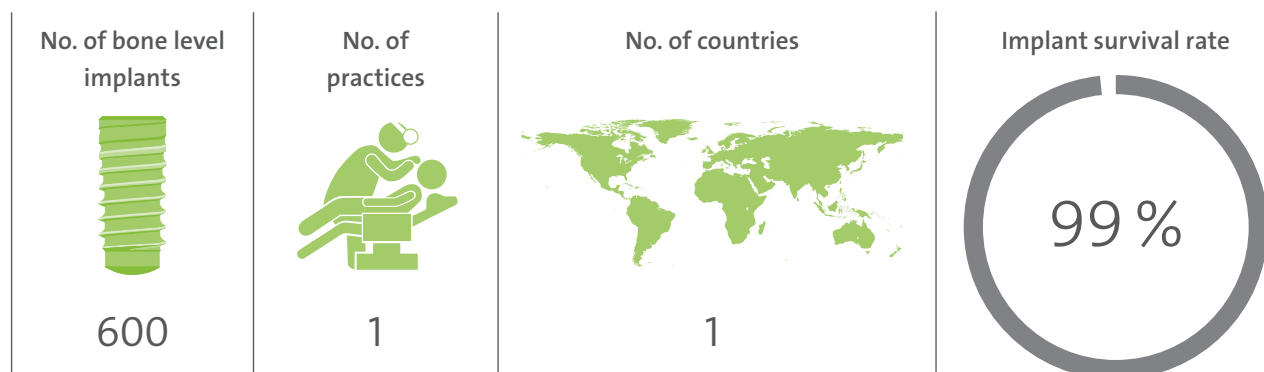 No. of bone level
implants
600
No. of
practices
1
No. of countries
1
Implant survival rate
99 %